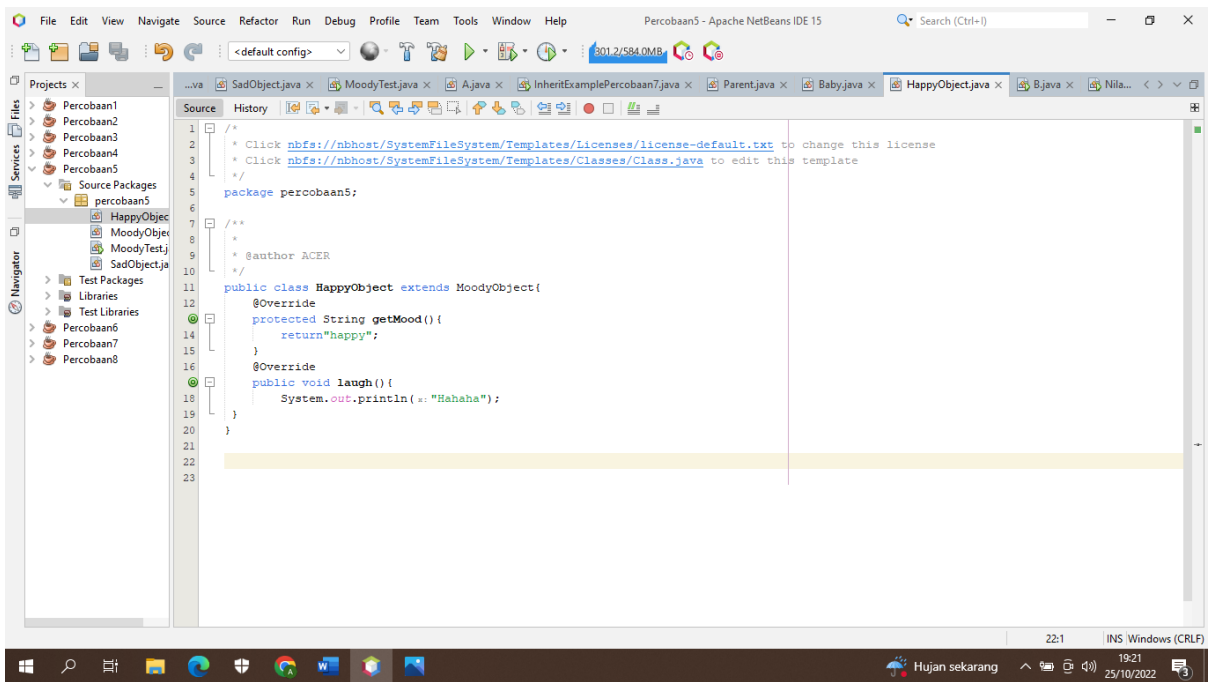 File Edit View Navigate Source Refactor Run Debug Profile Team Tools Window Help Percobaan5 - Apache NetBeans IDE 15 Search (Ctrl+I)
<default config> 301.2/584.0MB
Projects ...va SadObject.java MoodyTest.java A.java InheritExamplePercobaan7.java Parent.java Baby.java HappyObject.java B.java Nila...
Source History
Files
Services
Navigator
Percobaan1
Percobaan2
Percobaan3
Percobaan4
Percobaan5
Source Packages
percobaan5
HappyObjec
MoodyObjec
MoodyTest.j
SadObject.ja
Test Packages
Libraries
Test Libraries
Percobaan6
Percobaan7
Percobaan8
1 /*
2 * Click nbfs://nbhost/SystemFileSystem/Templates/Licenses/license-default.txt to change this license
3 * Click nbfs://nbhost/SystemFileSystem/Templates/Classes/Class.java to edit this template
4 */
5 package percobaan5;
6
7 /**
8 *
9 * @author ACER
10 */
11 public class HappyObject extends MoodyObject{
12 @Override
protected String getMood(){
14 return"happy";
15 }
16 @Override
public void laugh(){
18 System.out.println( x: "Hahaha");
19 }
20 }
21
22
23
22:1 INS Windows (CRLF)
Hujan sekarang 19:21
25/10/2022 3